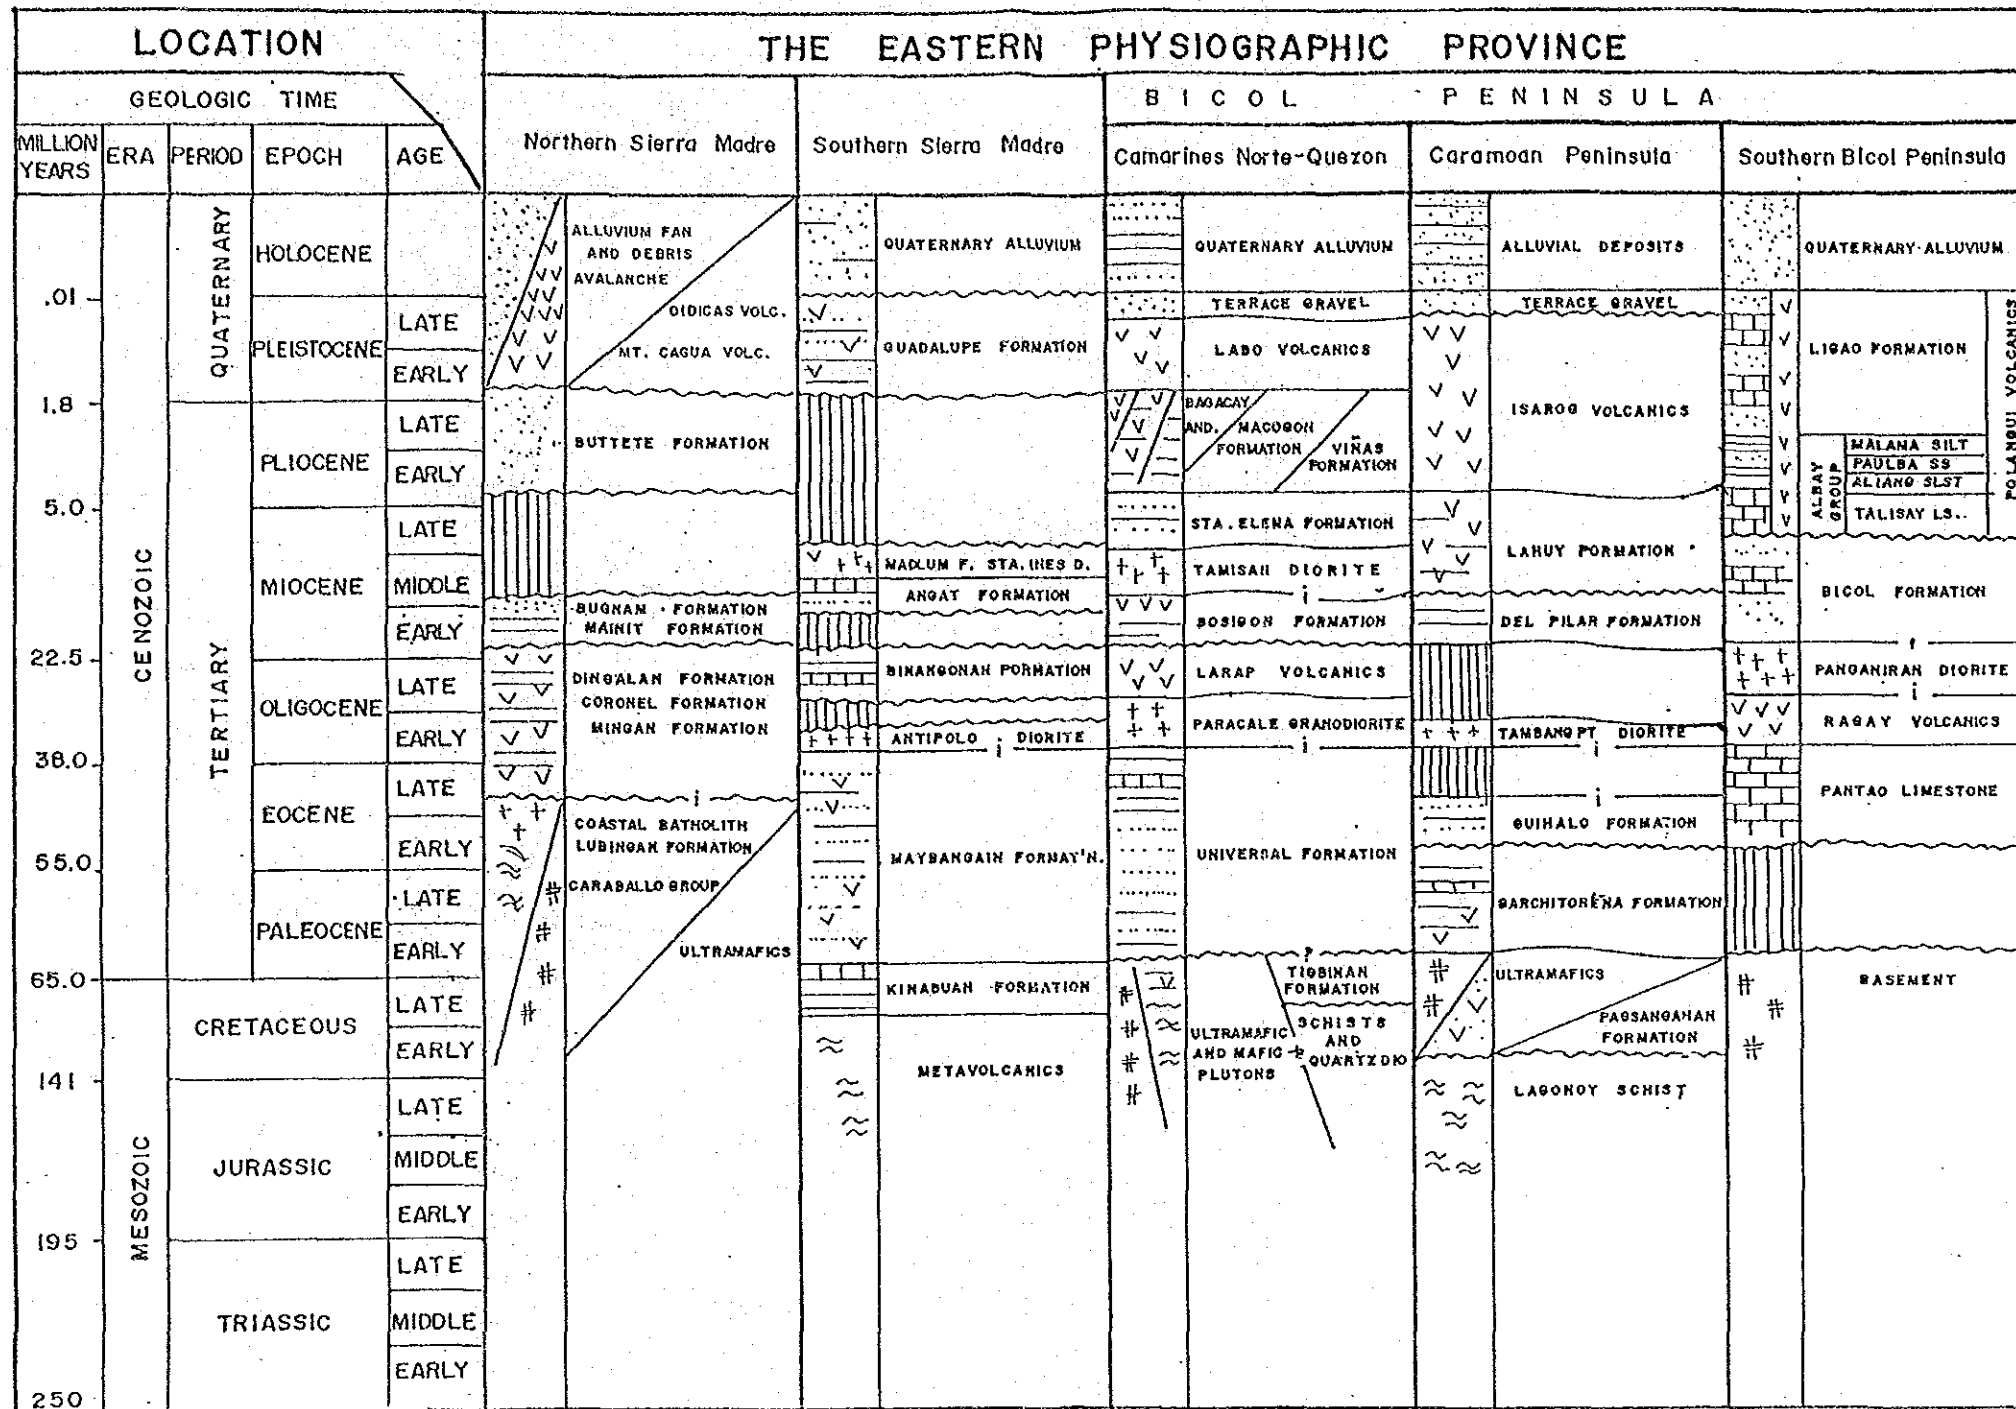 LOCATION
THE EASTERN PHYSIOGRAPHIC PROVINCE
GEOLOGIC TIME
BICOL PENINSULA
MILLION YEARS
ERA
PERIOD
EPOCH
AGE
Northern Sierra Madre
Southern Sierra Madre
Camarines Norte-Quezon
Caramoan Peninsula
Southern Bicol Peninsula
.01
1.8
5.0
22.5
38.0
55.0
65.0
141
195
250
CENOZOIC
MESOZOIC
QUATERNARY
TERTIARY
CRETACEOUS
JURASSIC
TRIASSIC
HOLOCENE
PLEISTOCENE
PLIOCENE
MIOCENE
OLIGOCENE
EOCENE
PALEOCENE
LATE
EARLY
LATE
EARLY
LATE
MIDDLE
EARLY
LATE
EARLY
LATE
EARLY
LATE
EARLY
LATE
EARLY
LATE
MIDDLE
EARLY
LATE
MIDDLE
EARLY
ALLUVIUM FAN
AND DEBRIS
AVALANCHE
DIDICAS VOLC.
MT. CAGUA VOLC.
BUTTETE FORMATION
BUGNAM FORMATION
MAINIT FORMATION
DINGALAN FORMATION
CORONEL FORMATION
MINGAN FORMATION
i
COASTAL BATHOLITH
LUBINGAN FORMATION
CARABALLO GROUP
ULTRAMAFICS
QUATERNARY ALLUVIUM
GUADALUPE FORMATION
MADLUM F. STA. INES D.
ANGAT FORMATION
BINANGONAN FORMATION
ANTIPOLO DIORITE
i
MAYBANGAIN FORMAT'N.
KINABUAN FORMATION
METAVOLCANICS
QUATERNARY ALLUVIUM
TERRACE GRAVEL
LABO VOLCANICS
BAGACAY
AND. MACOGON
FORMATION
VIÑAS
FORMATION
STA. ELENA FORMATION
TAMISAN DIORITE
i
BOSIGON FORMATION
LARAP VOLCANICS
PARACALE GRANODIORITE
i
UNIVERSAL FORMATION
?
TIGBINAN
FORMATION
ULTRAMAFIC
AND MAFIC
PLUTONS
SCHISTS
AND
QUARTZ DIO
ALLUVIAL DEPOSITS
TERRACE GRAVEL
ISAROG VOLCANICS
LAHUY FORMATION
DEL PILAR FORMATION
TAMBANG PT DIORITE
i
i
GUIHALO FORMATION
GARCHITORENA FORMATION
ULTRAMAFICS
PAGSANGAHAN
FORMATION
LAGONOY SCHIST
QUATERNARY ALLUVIUM
LIGAO FORMATION
POLANGUI VOLCANICS
ALBAY
GROUP
MALAMA SILT
PAULBA SS
ALIANG SLST
TALISAY LS..
BICOL FORMATION
PANGANIRAN DIORITE
i
RAGAY VOLCANICS
PANTAO LIMESTONE
BASEMENT